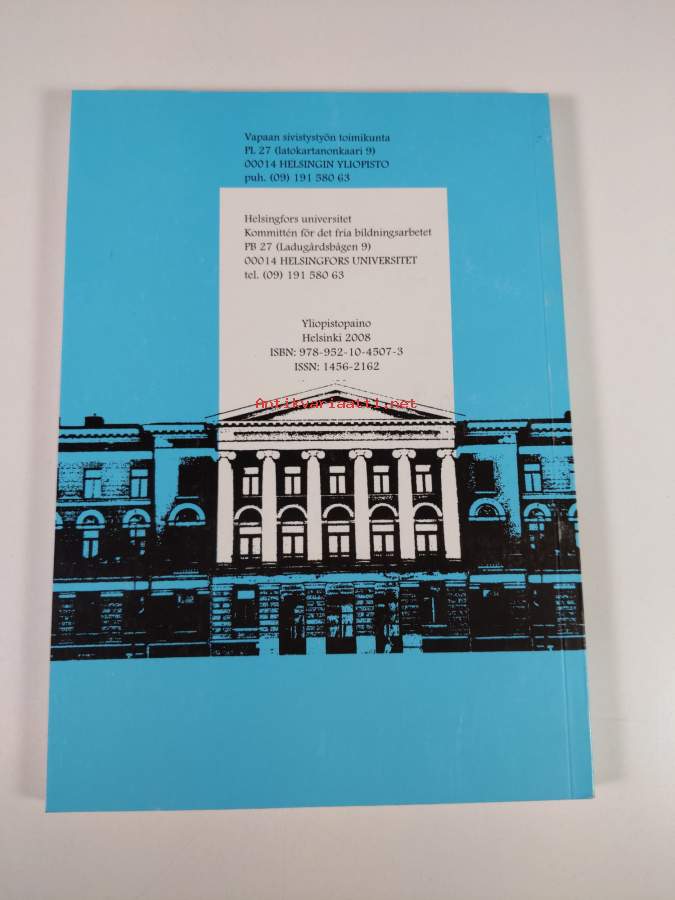 Vapaan sivistystyön toimikunta
PL 27 (latokartanonkaari 9)
00014 HELSINGIN YLIOPISTO
puh. (09) 191 580 63
Helsingfors universitet
Kommittén för det fria bildningsarbetet
PB 27 (Ladugårdsbågen 9)
00014 HELSINGFORS UNIVERSITET
tel. (09) 191 580 63
Yliopistopaino
Helsinki 2008
ISBN: 978-952-10-4507-3
ISSN: 1456-2162
Antikvariaatti.net